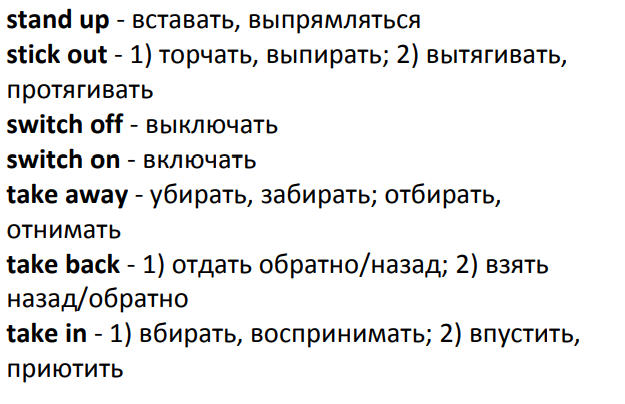 stand up - вставать, выпрямляться
stick out - 1) торчать, выпирать; 2) вытягивать,
протягивать
switch off - выключать
switch on - включать
take away - убирать, забирать; отбирать,
отнимать
take back - 1) отдать обратно/назад; 2) взять
назад/обратно
take in - 1) вбирать, воспринимать; 2) впустить,
приютить